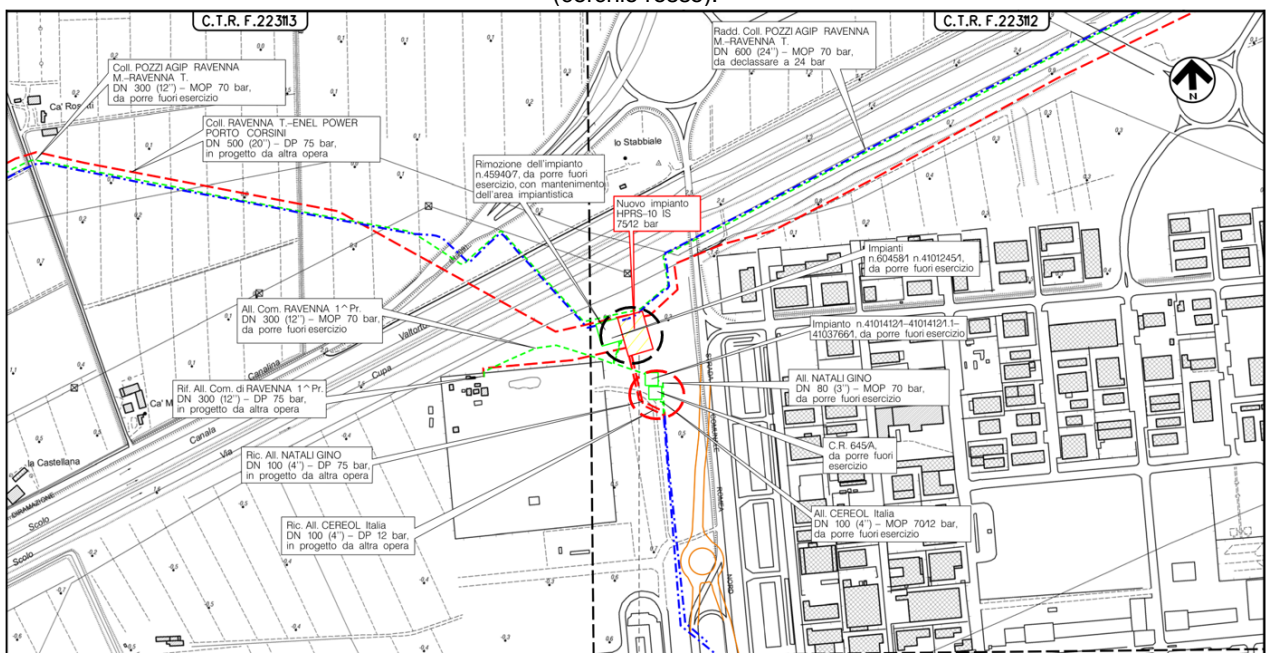 (cerchio rosso).
C.T.R. F.223113
C.T.R. F.223112
Coll. POZZI AGIP RAVENNA
M.-RAVENNA T.
DN 300 (12'') - MOP 70 bar,
da porre fuori esercizio
Radd. Coll. POZZI AGIP RAVENNA
M.-RAVENNA T.
DN 600 (24'') - MOP 70 bar,
da declassare a 24 bar
N
Coll. RAVENNA T.-ENEL POWER
PORTO CORSINI
DN 500 (20'') - DP 75 bar,
in progetto da altra opera
lo Stabbiale
Rimozione dell'impianto
n.45940/7, da porre fuori
esercizio, con mantenimento
dell'area impiantistica
Nuovo impianto
HPRS-10 IS
75/12 bar
Impianti
n.60458/1 n.4101245/1,
da porre fuori esercizio
All. Com. RAVENNA 1^Pr.
DN 300 (12'') - MOP 70 bar,
da porre fuori esercizio
Impianto n.4101412/1-4101412/1.1-
4103766/1, da porre fuori esercizio
Rif. All. Com. di RAVENNA 1^Pr.
DN 300 (12'') - DP 75 bar,
in progetto da altra opera
All. NATALI GINO
DN 80 (3'') - MOP 70 bar,
da porre fuori esercizio
Ric. All. NATALI GINO
DN 100 (4'') - DP 75 bar,
in progetto da altra opera
C.R. 645/A,
da porre fuori
esercizio
Ric. All. CEREOL Italia
DN 100 (4'') - DP 12 bar,
in progetto da altra opera
All. CEREOL Italia
DN 100 (4'') - MOP 70/12 bar,
da porre fuori esercizio
la Castellana
DIRAMAZIONE
Scolo
Scolo
Canala
Via
Cupa
Canalina
Valtorto
ROMEA
NORD